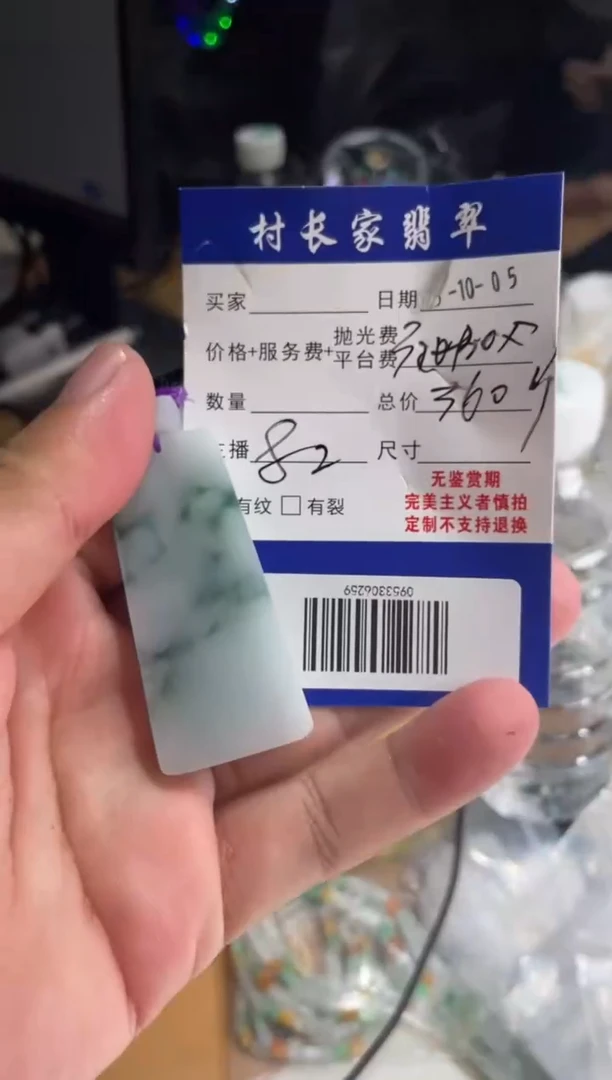 村长家翡翠
买家 日期 -10-05
抛光费
价格+服务费+
平台费
数量 总价 360
主播 82 尺寸
有纹 □ 有裂
无鉴赏期
完美主义者慎拍
定制不支持退换
0953306259